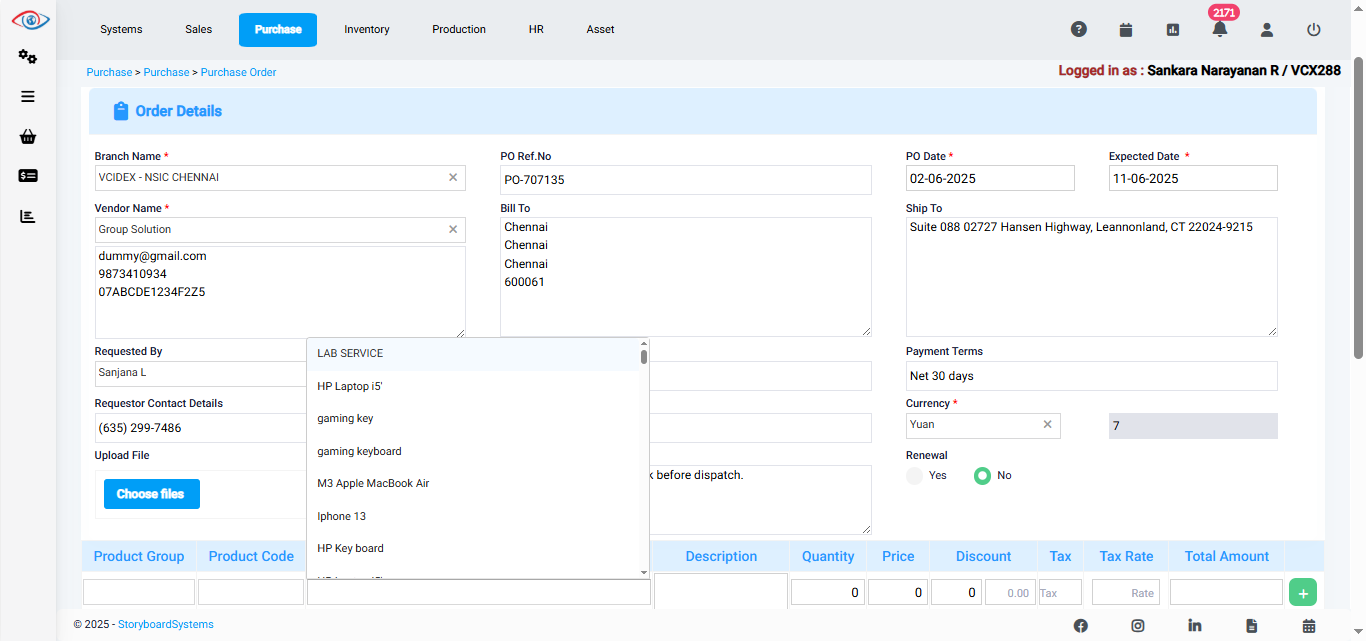 2171
Systems
Sales
Purchase
Inventory
Production
HR
Asset
Purchase > Purchase > Purchase Order
Logged in as : Sankara Narayanan R / VCX288
Order Details
Branch Name *
VCIDEX - NSIC CHENNAI
PO Ref.No
PO-707135
PO Date *
02-06-2025
Expected Date *
11-06-2025
Vendor Name *
Group Solution
dummy@gmail.com
9873410934
07ABCDE1234F2Z5
Bill To
Chennai
Chennai
Chennai
600061
Ship To
Suite 088 02727 Hansen Highway, Leannonland, CT 22024-9215
Requested By
Sanjana L
Payment Terms
Net 30 days
Requestor Contact Details
(635) 299-7486
Currency *
Yuan
7
Upload File
Choose files
before dispatch.
Renewal
Yes
No
LAB SERVICE
HP Laptop i5'
gaming key
gaming keyboard
M3 Apple MacBook Air
Iphone 13
HP Key board
Product Group
Product Code
Description
Quantity
Price
Discount
Tax
Tax Rate
Total Amount
0
0
0
0.00
Tax
Rate
+
© 2025 - StoryboardSystems